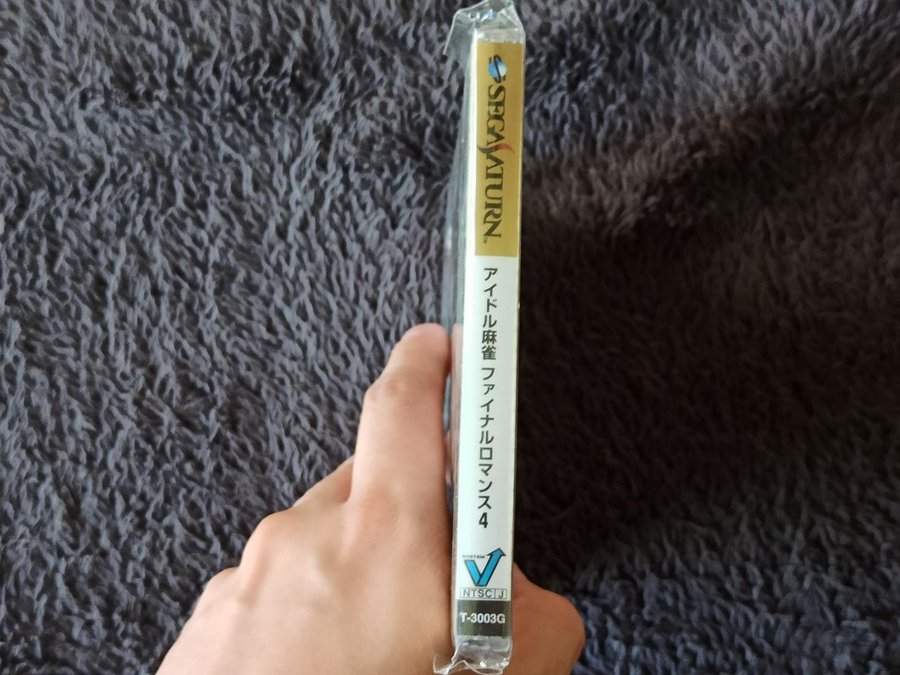 SEGA SATURN™
アイドル麻雀 ファイナルロマンス4
SYSTEM
V
NTSC J
T-3003G